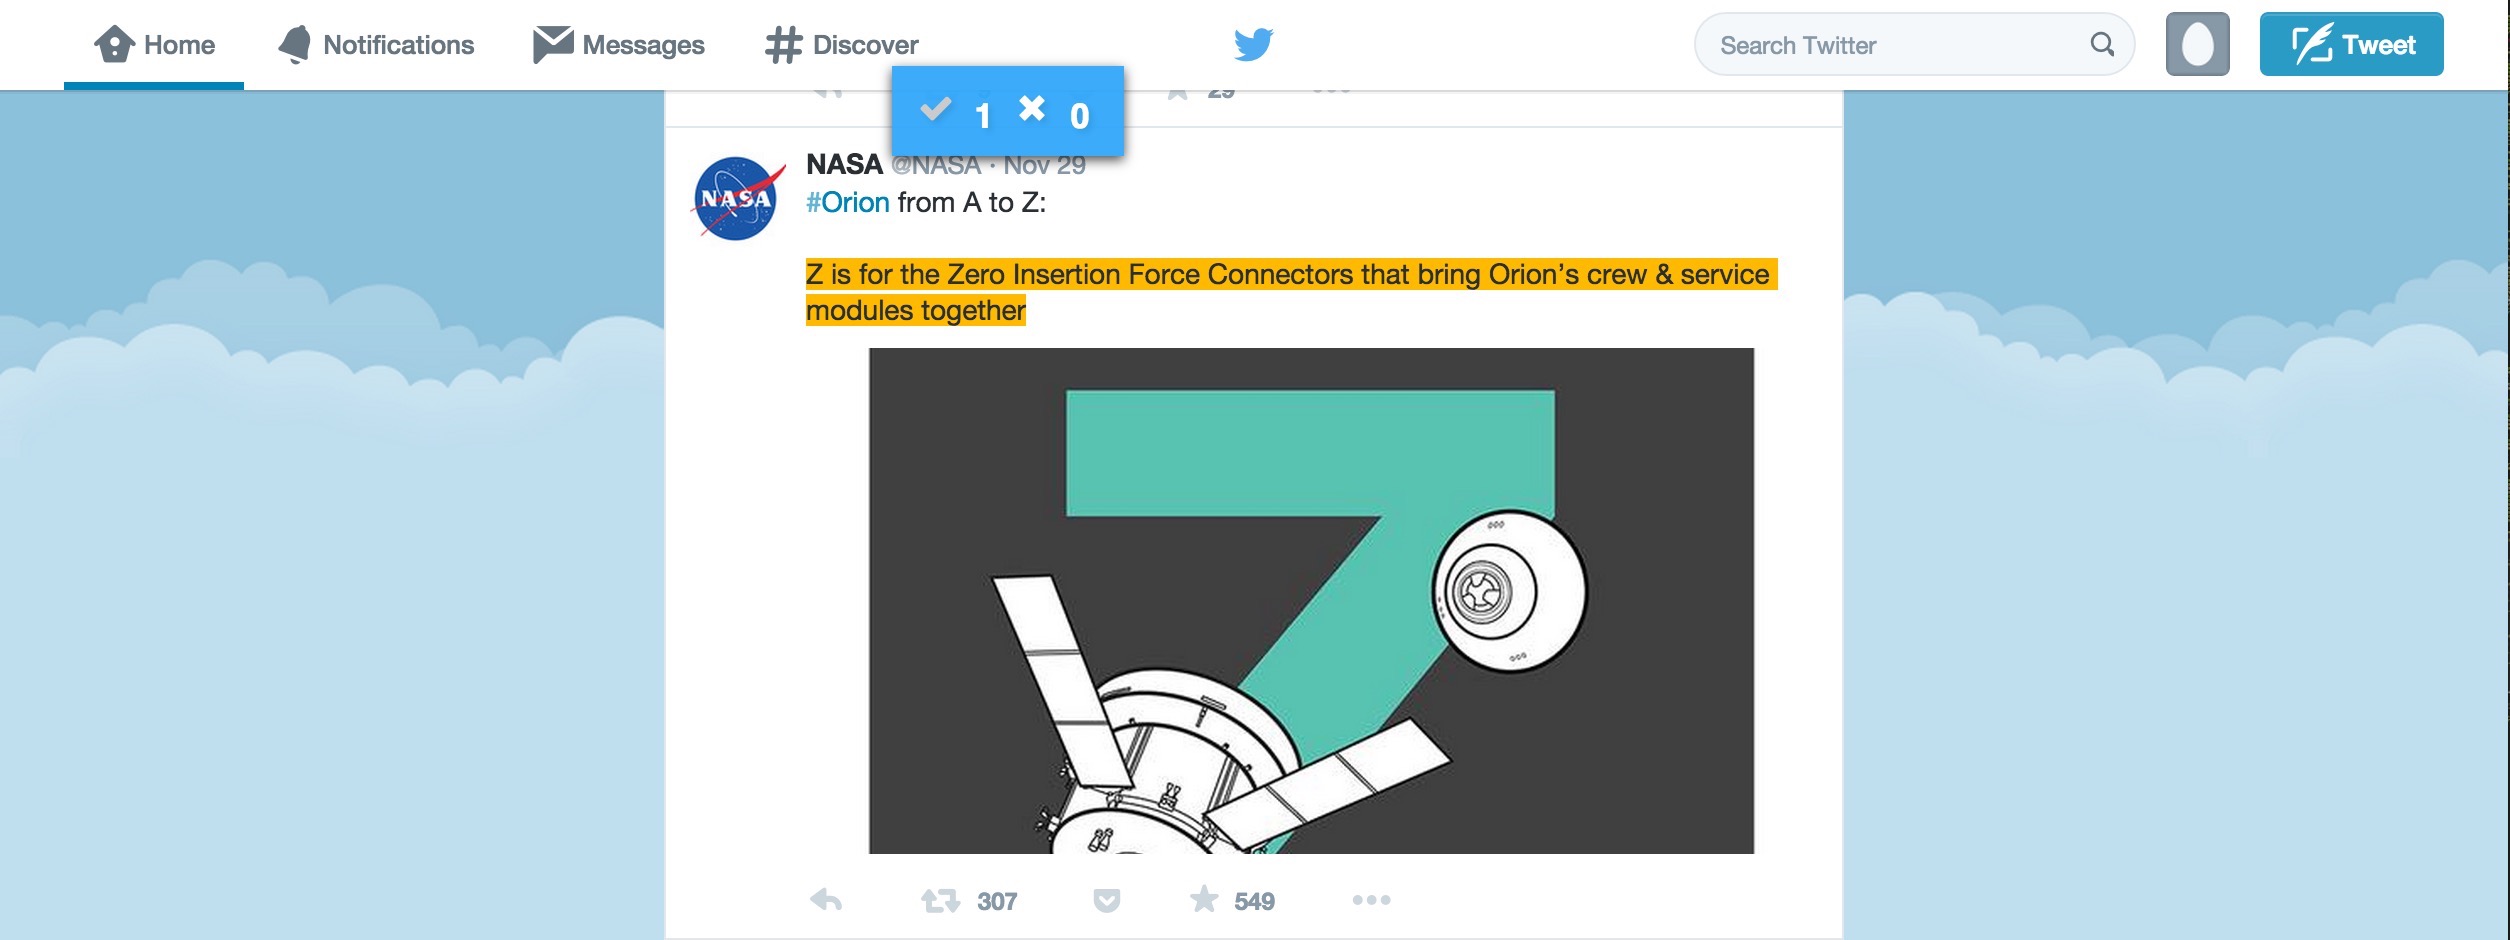 Home Notifications Messages # Discover Search Twitter Tweet
29
1 0
NASA
NASA @NASA · Nov 29
#Orion from A to Z:
Z is for the Zero Insertion Force Connectors that bring Orion's crew & service
modules together
Z
307 549